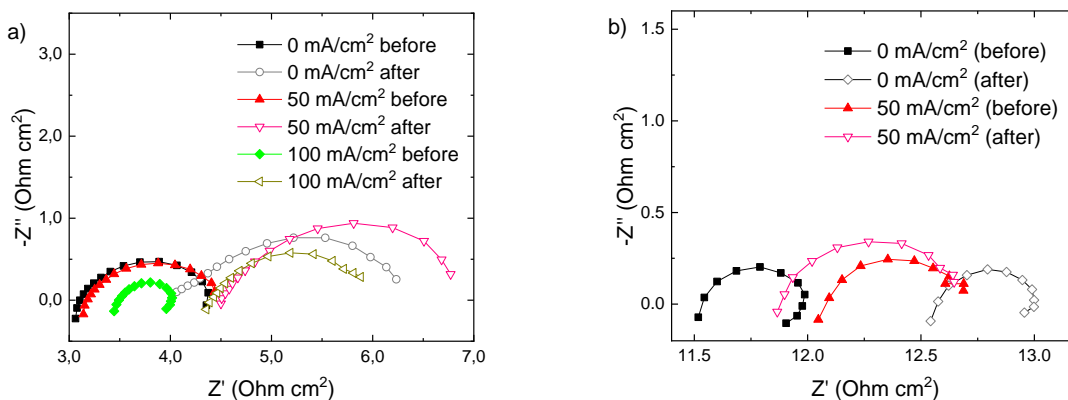 a)
0 mA/cm² before
0 mA/cm² after
50 mA/cm² before
50 mA/cm² after
100 mA/cm² before
100 mA/cm² after
3,0
2,0
1,0
0,0
-Z'' (Ohm cm²)
3,0 4,0 5,0 6,0 7,0
Z' (Ohm cm²)
b)
0 mA/cm² (before)
0 mA/cm² (after)
50 mA/cm² (before)
50 mA/cm² (after)
1.5
1.0
0.5
0.0
-Z'' (Ohm cm²)
11.5 12.0 12.5 13.0
Z' (Ohm cm²)